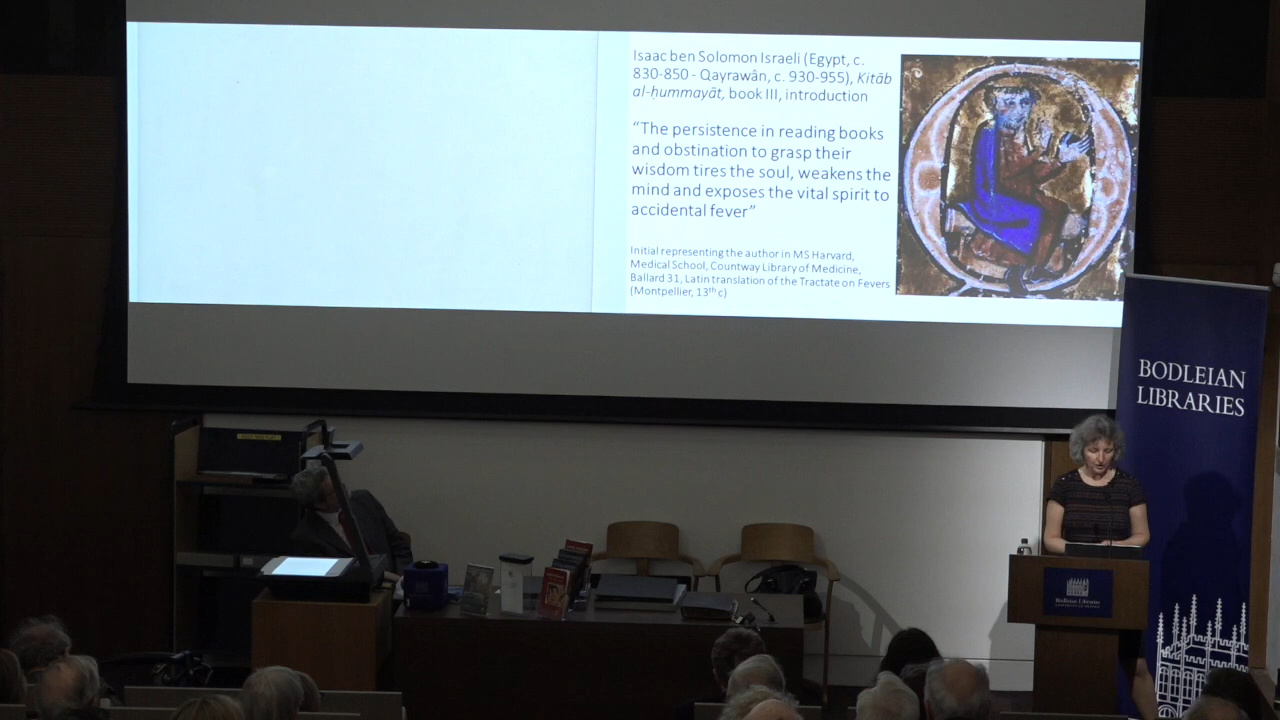 Isaac ben Solomon Israeli (Egypt, c.
830-850 - Qayrawân, c. 930-955), Kitāb
al-ḥummayāt, book III, introduction
“The persistence in reading books
and obstination to grasp their
wisdom tires the soul, weakens the
mind and exposes the vital spirit to
accidental fever”
Initial representing the author in MS Harvard,
Medical School, Countway Library of Medicine,
Ballard 31, Latin translation of the Tractate on Fevers
(Montpellier, 13th c)
BODLEIAN
LIBRARIES
Bodleian Libraries